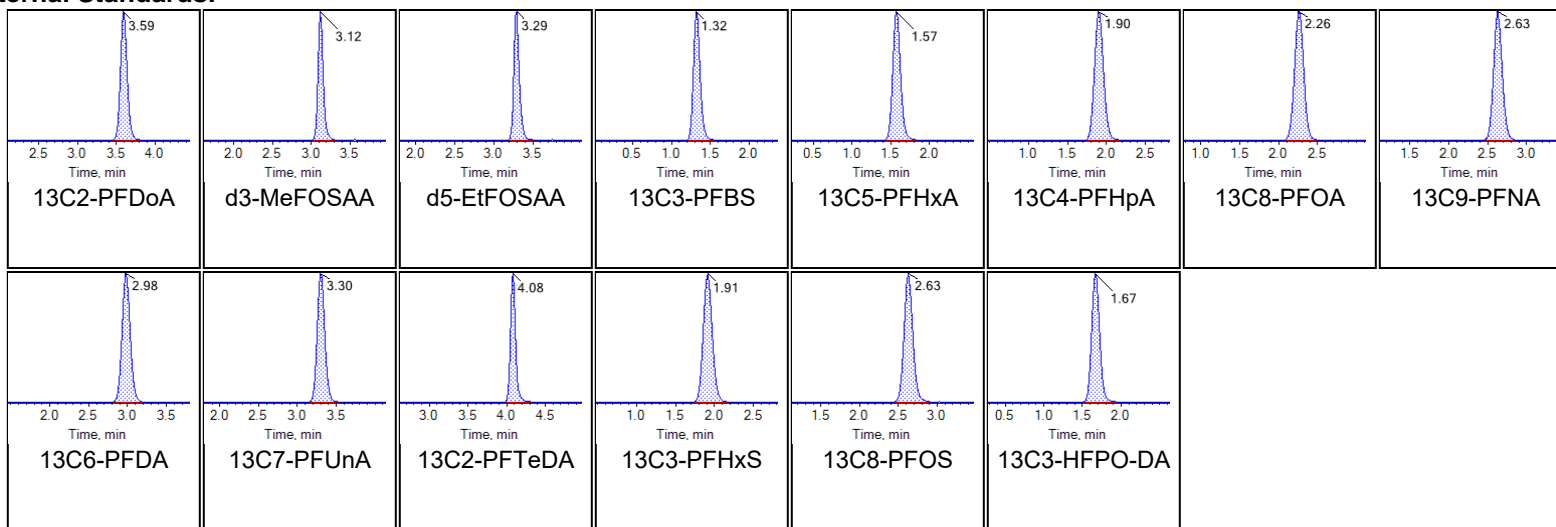 ternal Standards:
3.59 3.12 3.29 1.32 1.57 1.90 2.26 2.63
2.5 3.0 3.5 4.0 2.0 2.5 3.0 3.5 2.0 2.5 3.0 3.5 0.5 1.0 1.5 2.0 0.5 1.0 1.5 2.0 1.0 1.5 2.0 2.5 1.0 1.5 2.0 2.5 1.5 2.0 2.5 3.0
Time, min Time, min Time, min Time, min Time, min Time, min Time, min Time, min
13C2-PFDoA d3-MeFOSAA d5-EtFOSAA 13C3-PFBS 13C5-PFHxA 13C4-PFHpA 13C8-PFOA 13C9-PFNA
2.98 3.30 4.08 1.91 2.63 1.67
2.0 2.5 3.0 3.5 2.0 2.5 3.0 3.5 3.0 3.5 4.0 4.5 1.0 1.5 2.0 2.5 1.5 2.0 2.5 3.0 0.5 1.0 1.5 2.0
Time, min Time, min Time, min Time, min Time, min Time, min
13C6-PFDA 13C7-PFUnA 13C2-PFTeDA 13C3-PFHxS 13C8-PFOS 13C3-HFPO-DA